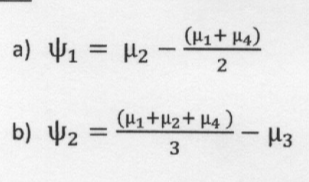 a) ψ₁ = μ₂ − (μ₁+ μ₄)/2
b) ψ₂ = (μ₁+μ₂+ μ₄ )/3 − μ₃